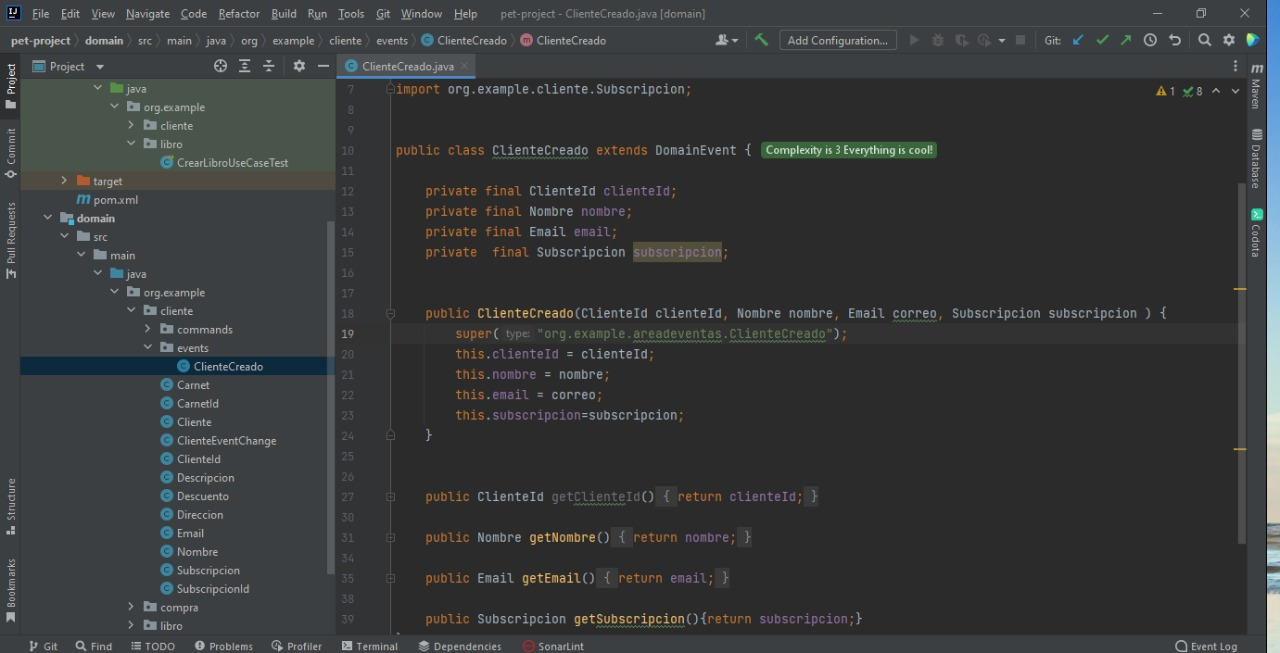 File Edit View Navigate Code Refactor Build Run Tools Git Window Help pet-project - ClienteCreado.java [domain]
pet-project domain src main java org example cliente events ClienteCreado ClienteCreado Add Configuration... Git:
Project
ClienteCreado.java
Project
Commit
Pull Requests
Structure
Bookmarks
java
org.example
cliente
libro
CrearLibroUseCaseTest
target
pom.xml
domain
src
main
java
org.example
cliente
commands
events
ClienteCreado
Carnet
CarnetId
Cliente
ClienteEventChange
ClienteId
Descripcion
Descuento
Direccion
Email
Nombre
Subscripcion
SubscripcionId
compra
libro
1 8
7 import org.example.cliente.Subscripcion;
8
9
10 public class ClienteCreado extends DomainEvent { Complexity is 3 Everything is cool!
11
12 private final ClienteId clienteId;
13 private final Nombre nombre;
14 private final Email email;
15 private  final Subscripcion subscripcion;
16
17
18 public ClienteCreado(ClienteId clienteId, Nombre nombre, Email correo, Subscripcion subscripcion ) {
19 super( type: "org.example.areadeventas.ClienteCreado");
20 this.clienteId = clienteId;
21 this.nombre = nombre;
22 this.email = correo;
23 this.subscripcion=subscripcion;
24 }
25
26
27 public ClienteId getClienteId() { return clienteId; }
30
31 public Nombre getNombre() { return nombre; }
34
35 public Email getEmail() { return email; }
38
39 public Subscripcion getSubscripcion(){return subscripcion;}
Maven
Database
Codota
Git Find TODO Problems Profiler Terminal Dependencies SonarLint Event Log